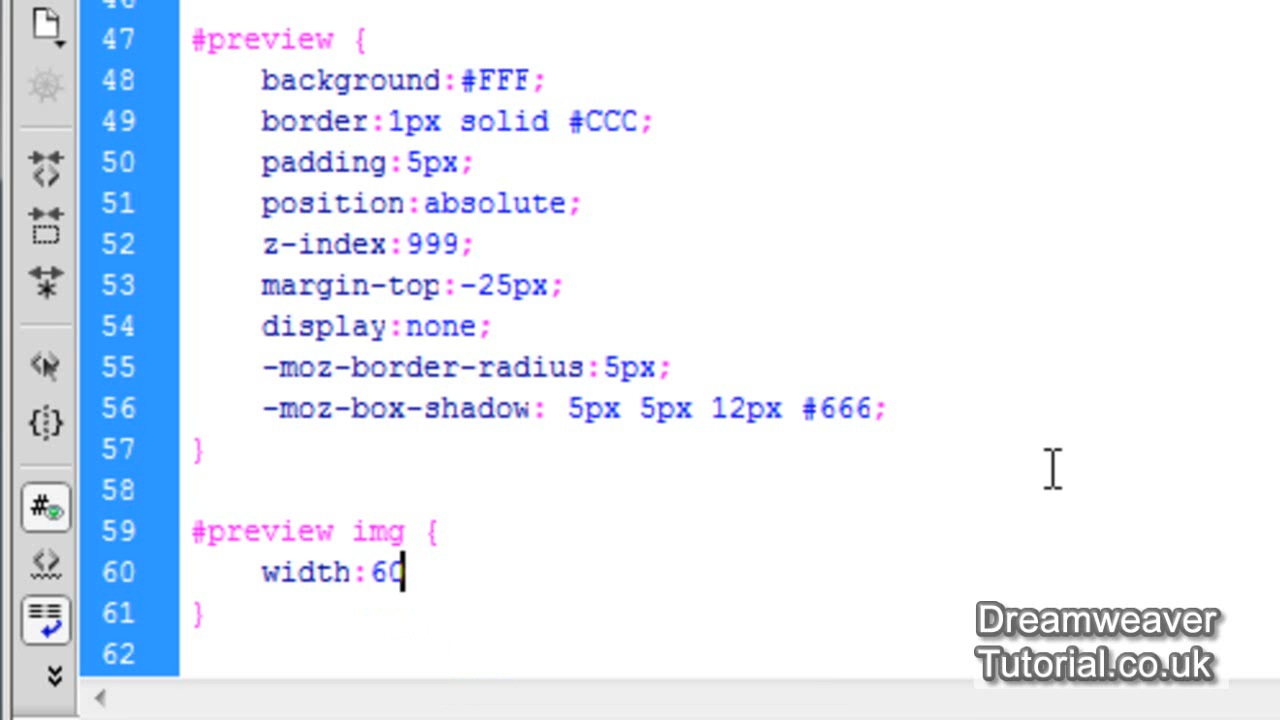 46
47 #preview {
48 background:#FFF;
49 border:1px solid #CCC;
50 padding:5px;
51 position:absolute;
52 z-index:999;
53 margin-top:-25px;
54 display:none;
55 -moz-border-radius:5px;
56 -moz-box-shadow: 5px 5px 12px #666;
57 }
58
59 #preview img {
60 width:60
61 }
62
Dreamweaver
Tutorial.co.uk